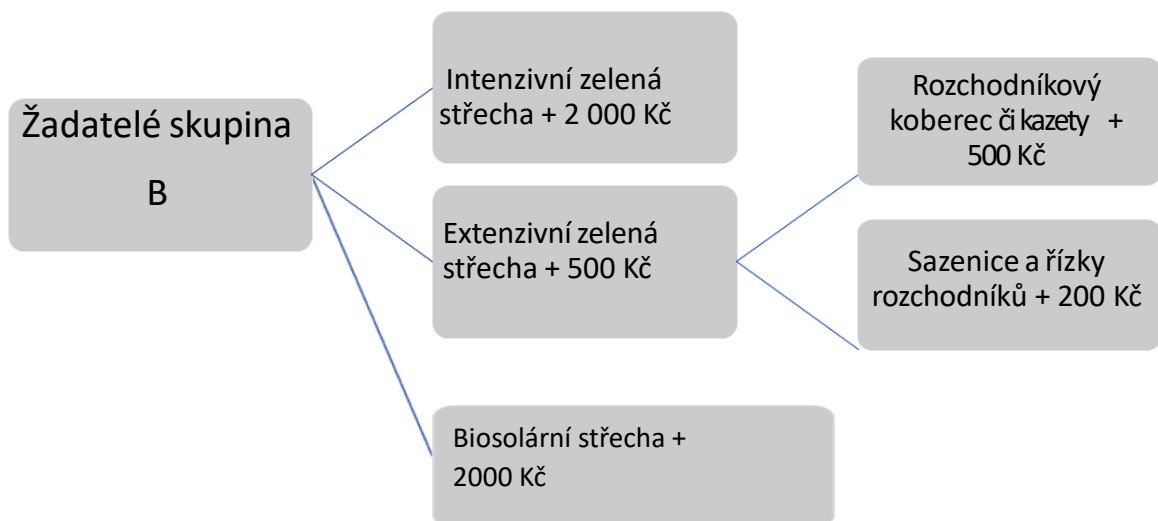 Žadatelé skupina
B
Intenzivní zelená
střecha + 2 000 Kč
Extenzivní zelená
střecha + 500 Kč
Biosolární střecha +
2000 Kč
Rozchodníkový
koberec či kazety +
500 Kč
Sazenice a řízky
rozchodníků + 200 Kč